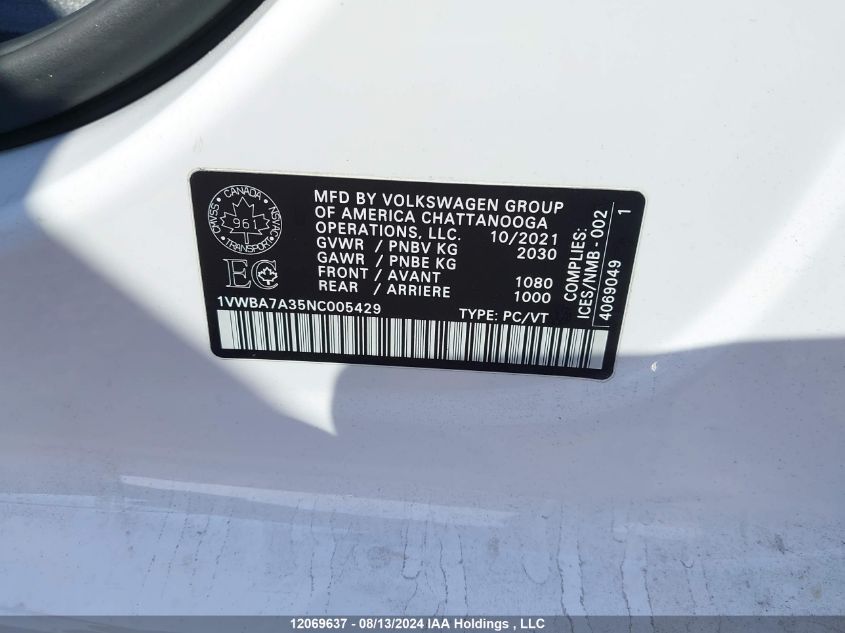 CANADA
CMVSS
NSVAC
961
TRANSPORT
EC
MFD BY VOLKSWAGEN GROUP
OF AMERICA CHATTANOOGA
OPERATIONS, LLC. 10/2021
GVWR / PNBV KG 2030
GAWR / PNBE KG
FRONT / AVANT 1080
REAR / ARRIERE 1000
1VWBA7A35NC005429 TYPE: PC/VT
COMPLIES:
ICES/NMB - 002
4069049 1
12069637 - 08/13/2024 IAA Holdings , LLC